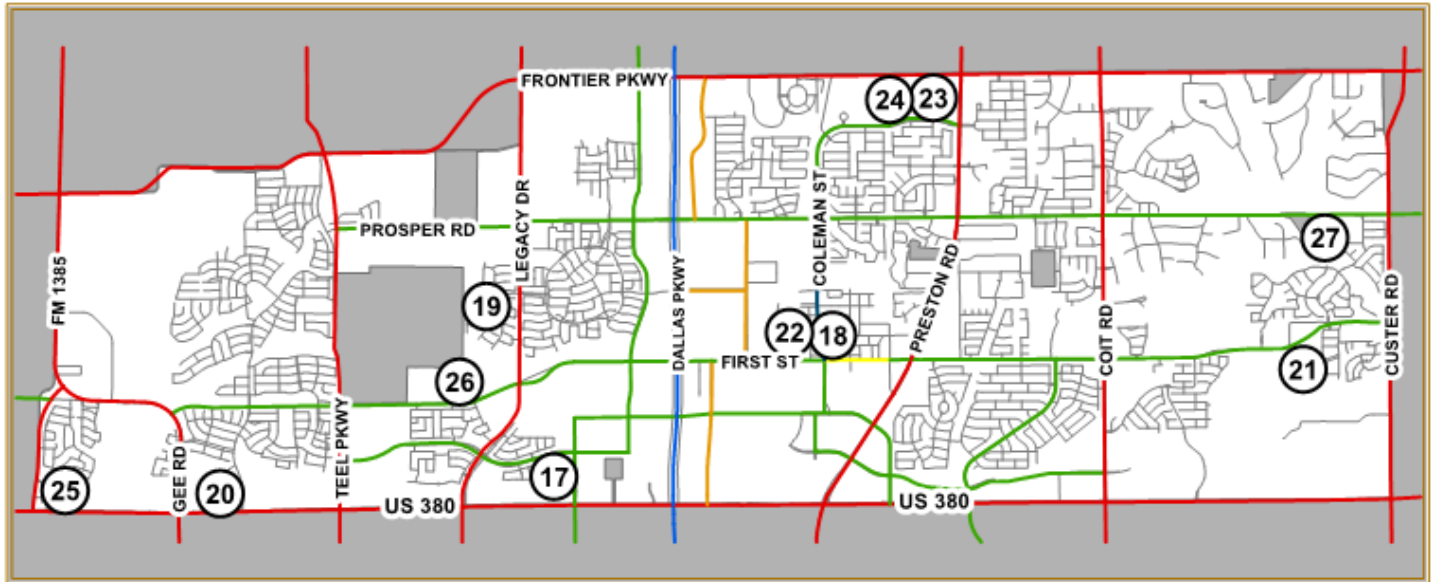 FRONTIER PKWY
24
23
LEGACY DR
COLEMAN ST
PROSPER RD
27
FM 1385
19
DALLAS PKWY
PRESTON RD
22
18
COIT RD
CUSTER RD
FIRST ST
21
26
TEEL PKWY
GEE RD
25
20
17
US 380
US 380